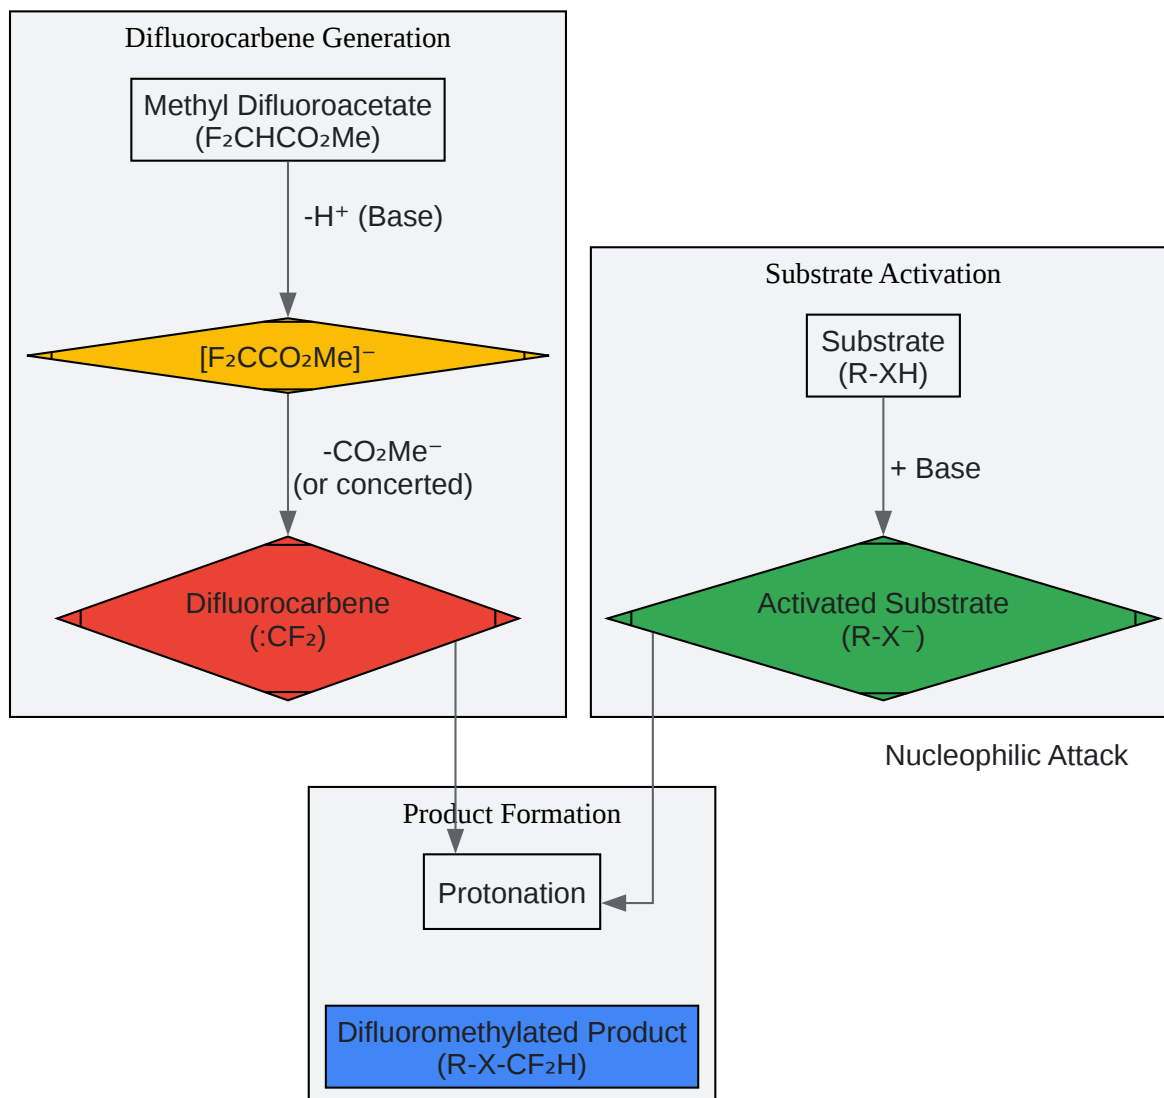 Difluorocarbene Generation
Methyl Difluoroacetate
(F₂CHCO₂Me)
-H⁺ (Base)
[F₂CCO₂Me]⁻
-CO₂Me⁻
(or concerted)
Difluorocarbene
(:CF₂)
Substrate Activation
Substrate
(R-XH)
+ Base
Activated Substrate
(R-X⁻)
Nucleophilic Attack
Product Formation
Protonation
Difluoromethylated Product
(R-X-CF₂H)